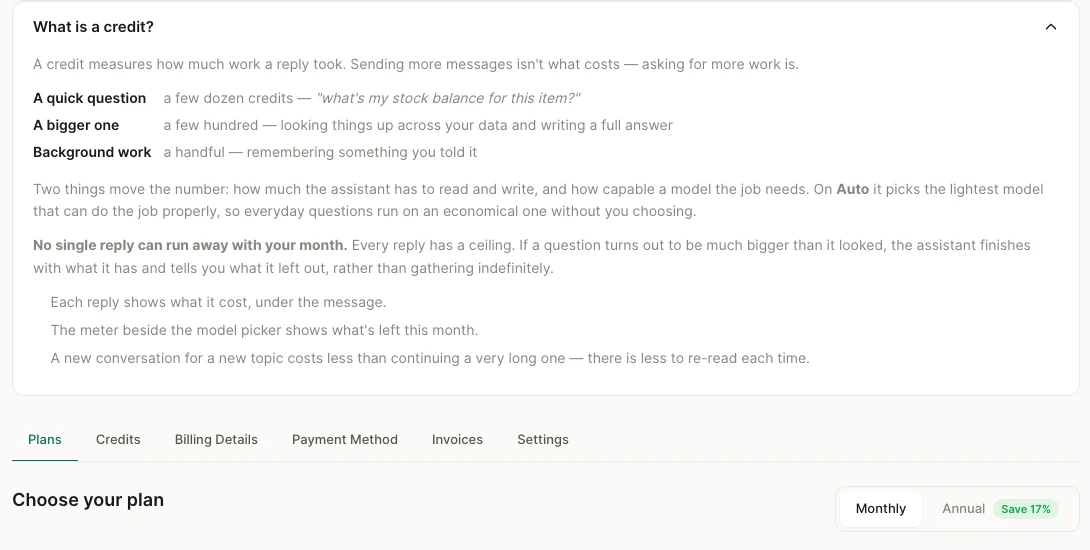 What is a credit?
A credit measures how much work a reply took. Sending more messages isn't what costs — asking for more work is.
A quick question a few dozen credits — "what's my stock balance for this item?"
A bigger one a few hundred — looking things up across your data and writing a full answer
Background work a handful — remembering something you told it
Two things move the number: how much the assistant has to read and write, and how capable a model the job needs. On Auto it picks the lightest model
that can do the job properly, so everyday questions run on an economical one without you choosing.
No single reply can run away with your month. Every reply has a ceiling. If a question turns out to be much bigger than it looked, the assistant finishes
with what it has and tells you what it left out, rather than gathering indefinitely.
Each reply shows what it cost, under the message.
The meter beside the model picker shows what's left this month.
A new conversation for a new topic costs less than continuing a very long one — there is less to re-read each time.
Plans Credits Billing Details Payment Method Invoices Settings
Choose your plan
Monthly Annual Save 17%